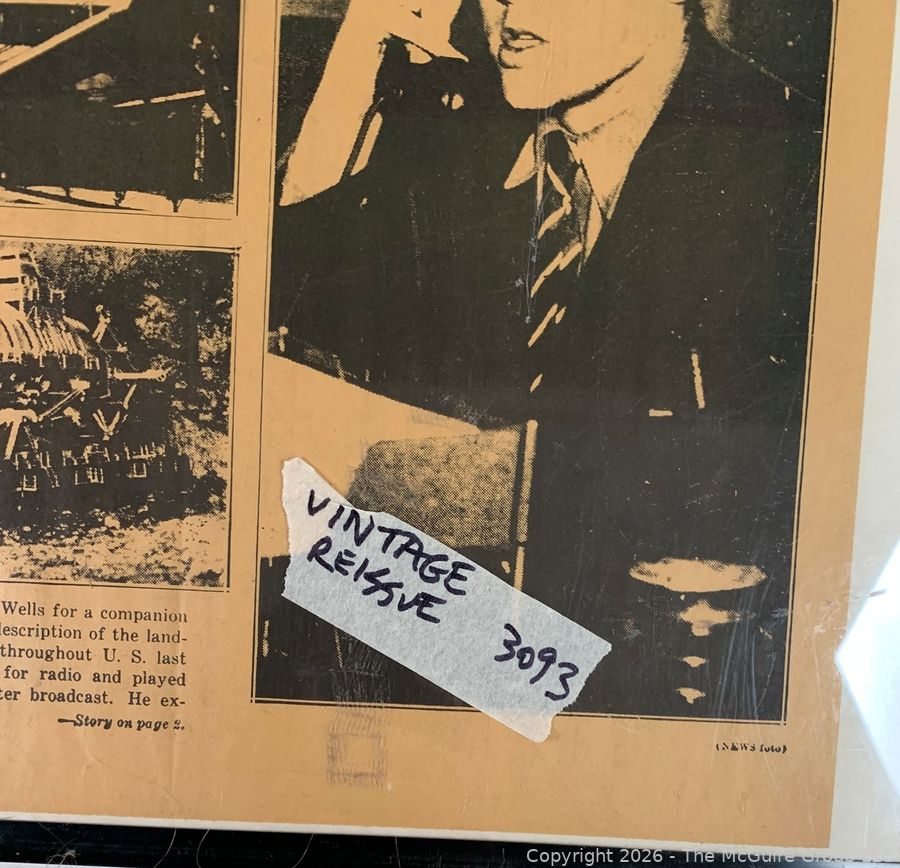 VINTAGE
REISSUE
3093
Wells for a companion
description of the land-
throughout U. S. last
for radio and played
ter broadcast. He ex-
—Story on page 2.
(NEWS foto)
Copyright 2026 - The McGuire Group